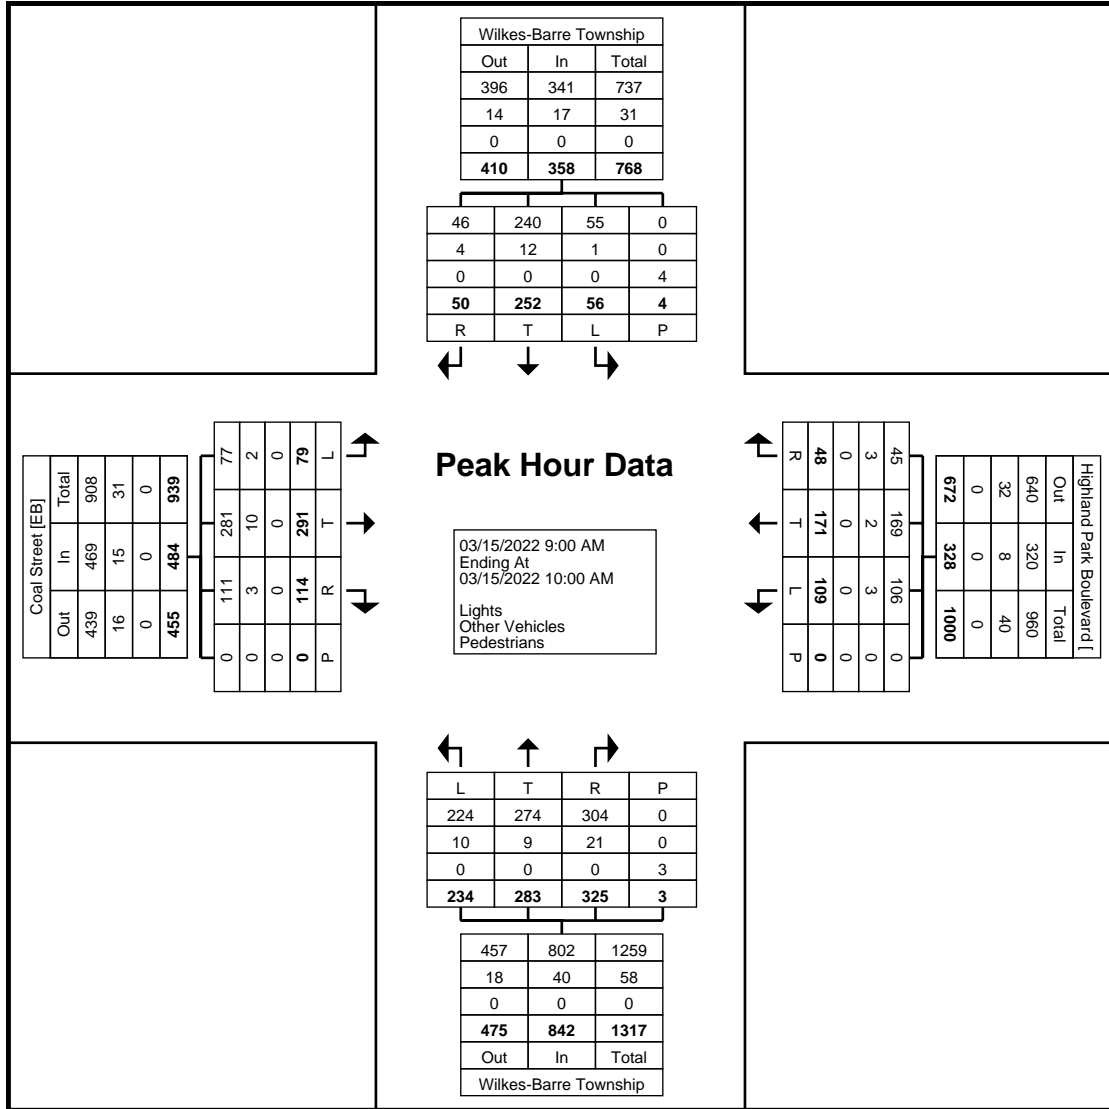 Wilkes-Barre Township
Out In Total
396 341 737
14 17 31
0 0 0
410 358 768
46 240 55 0
4 12 1 0
0 0 0 4
50 252 56 4
R T L P
Coal Street [EB]
Total In Out
908 469 439
31 15 16
0 0 0
939 484 455
77 281 111 0
2 10 3 0
0 0 0 0
79 291 114 0
L T R P
Peak Hour Data
03/15/2022 9:00 AM
Ending At
03/15/2022 10:00 AM
Lights
Other Vehicles
Pedestrians
Highland Park Boulevard [
Out In Total
640 320 960
32 8 40
0 0 0
672 328 1000
45 169 106 0
3 2 3 0
0 0 0 0
48 171 109 0
R T L P
L T R P
224 274 304 0
10 9 21 0
0 0 0 3
234 283 325 3
457 802 1259
18 40 58
0 0 0
475 842 1317
Out In Total
Wilkes-Barre Township